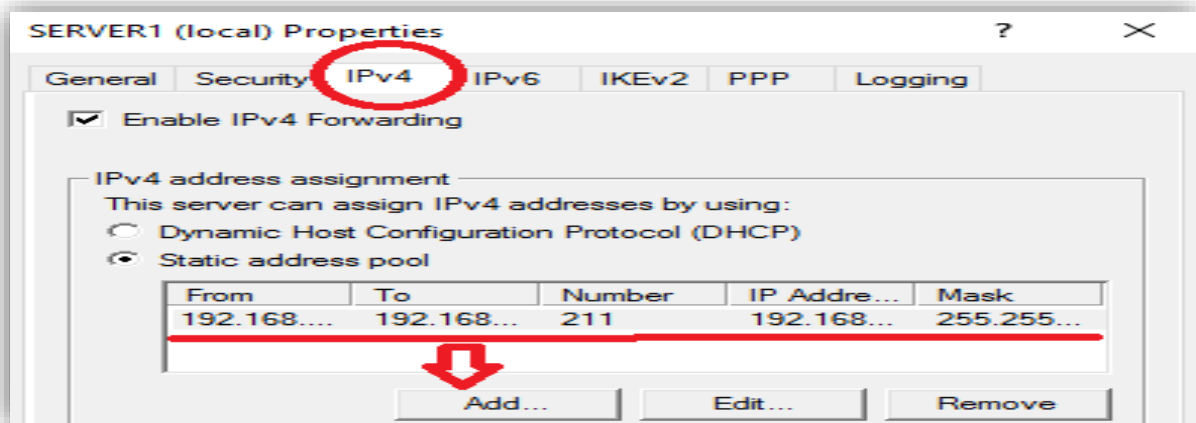 SERVER1 (local) Properties ?
General Security IPv4 IPv6 IKEv2 PPP Logging
Enable IPv4 Forwarding
IPv4 address assignment
This server can assign IPv4 addresses by using:
Dynamic Host Configuration Protocol (DHCP)
Static address pool
From To Number IP Addre... Mask
192.168.... 192.168... 211 192.168... 255.255...
Add... Edit... Remove